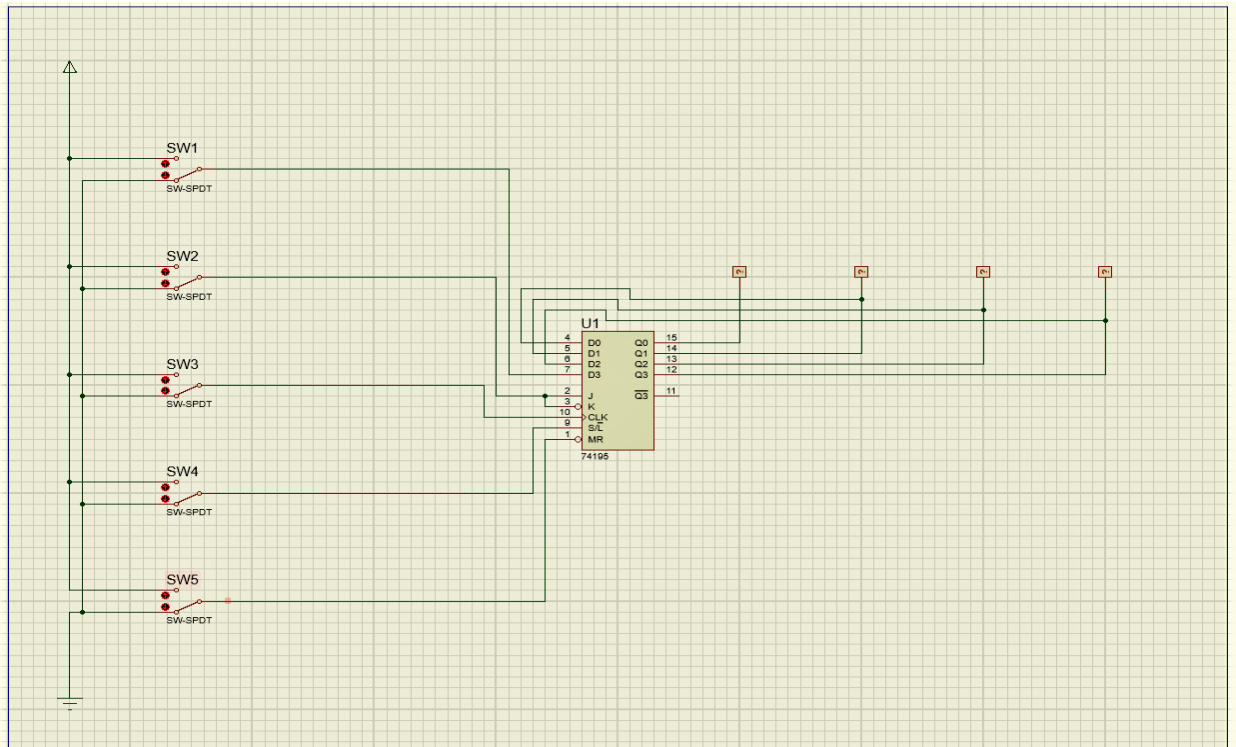 SW1
SW-SPDT
SW2
SW-SPDT
? ? ? ?
U1
4 D0 Q0 15
5 D1 Q1 14
6 D2 Q2 13
7 D3 Q3 12
SW3
2 J Q3 11
3 K
SW-SPDT
10 CLK
9 S/L
1 MR
74195
SW4
SW-SPDT
SW5
SW-SPDT